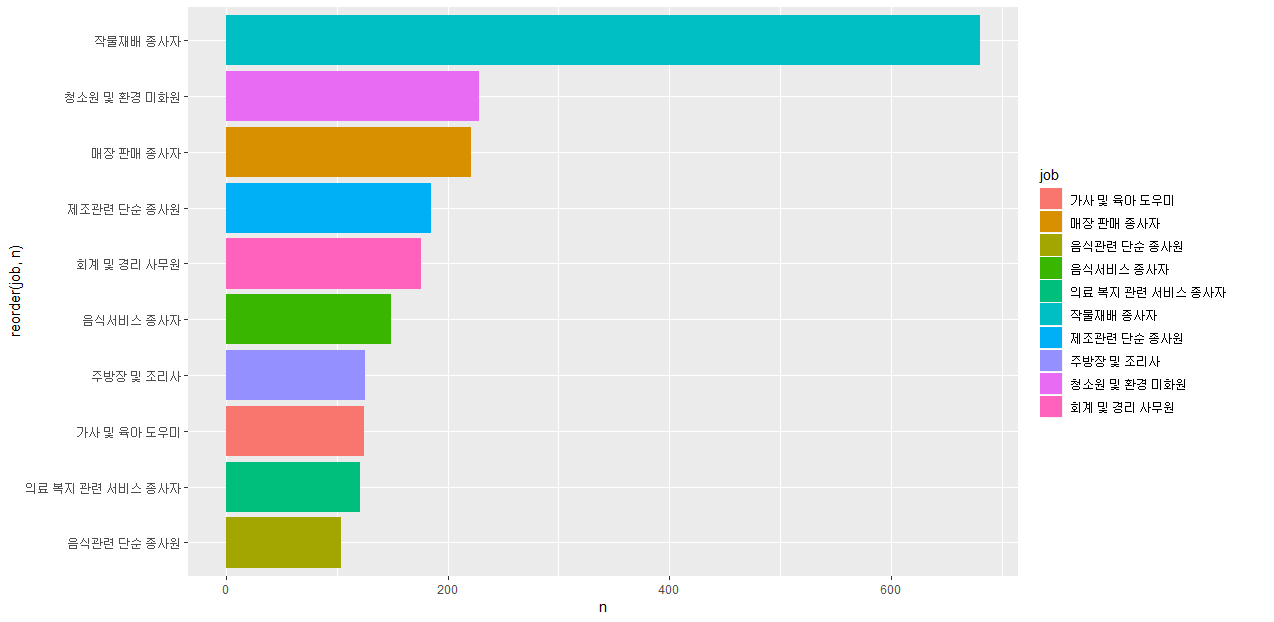 reorder(job, n)
작물재배 종사자
청소원 및 환경 미화원
매장 판매 종사자
제조관련 단순 종사원
회계 및 경리 사무원
음식서비스 종사자
주방장 및 조리사
가사 및 육아 도우미
의료 복지 관련 서비스 종사자
음식관련 단순 종사원
0 200 400 600
n
job
가사 및 육아 도우미
매장 판매 종사자
음식관련 단순 종사원
음식서비스 종사자
의료 복지 관련 서비스 종사자
작물재배 종사자
제조관련 단순 종사원
주방장 및 조리사
청소원 및 환경 미화원
회계 및 경리 사무원